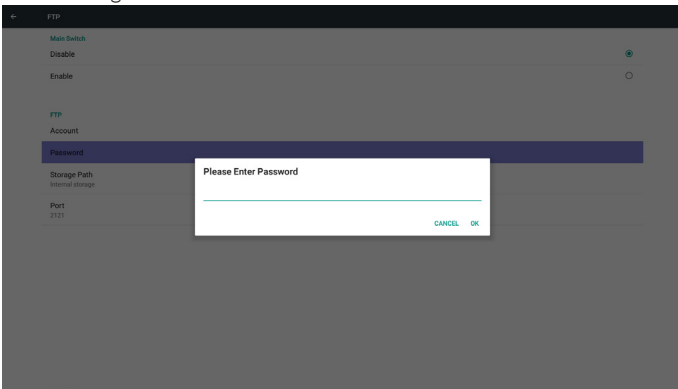 FTP
Main Switch
Disable
Enable
FTP
Account
Password
Storage Path
Internal storage
Port
2121
Please Enter Password
CANCEL OK